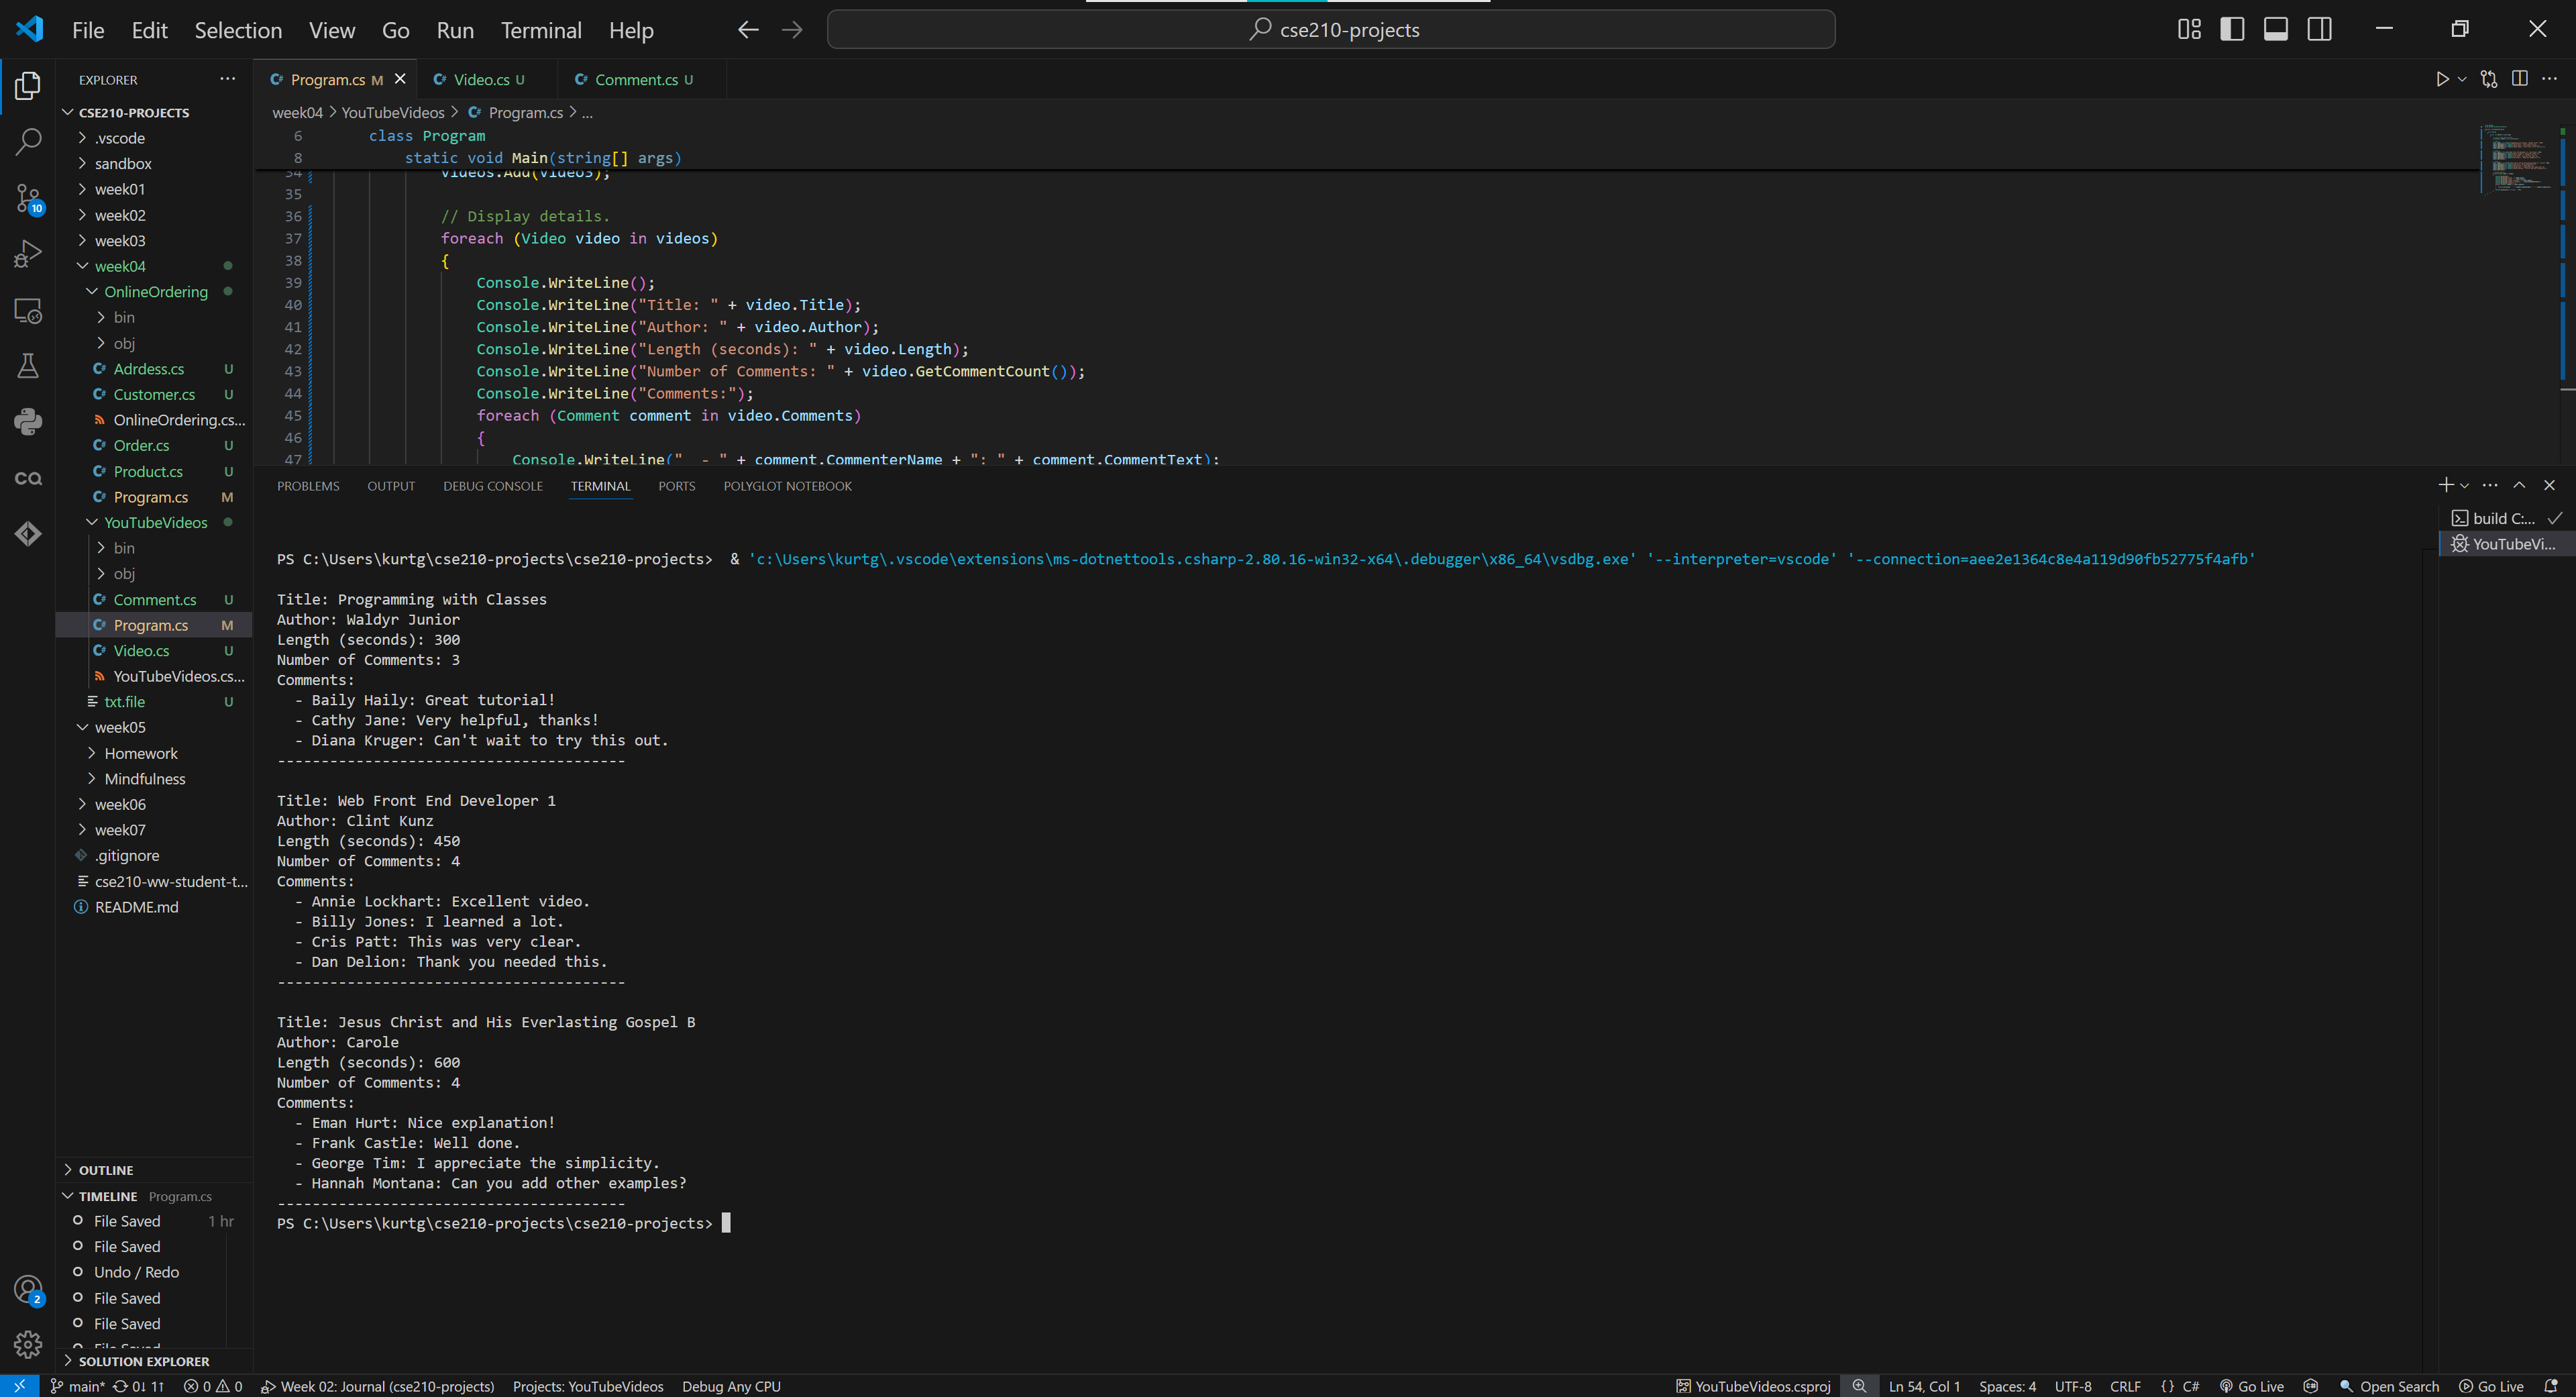 File Edit Selection View Go Run Terminal Help
cse210-projects
EXPLORER
CSE210-PROJECTS
.vscode
sandbox
week01
week02
week03
week04
OnlineOrdering
bin
obj
Adrdess.cs U
Customer.cs U
OnlineOrdering.cs...
Order.cs U
Product.cs U
Program.cs M
YouTubeVideos
bin
obj
Comment.cs U
Program.cs M
Video.cs U
YouTubeVideos.cs...
txt.file U
week05
Homework
Mindfulness
week06
week07
.gitignore
cse210-ww-student-t...
README.md
OUTLINE
TIMELINE Program.cs
File Saved 1 hr
File Saved
Undo / Redo
File Saved
File Saved
File Saved
SOLUTION EXPLORER
10
2
Program.cs M Video.cs U Comment.cs U
week04 > YouTubeVideos > Program.cs > ...
6 class Program
8 static void Main(string[] args)
34 videos.Add(video3);
35
36 // Display details.
37 foreach (Video video in videos)
38 {
39 Console.WriteLine();
40 Console.WriteLine("Title: " + video.Title);
41 Console.WriteLine("Author: " + video.Author);
42 Console.WriteLine("Length (seconds): " + video.Length);
43 Console.WriteLine("Number of Comments: " + video.GetCommentCount());
44 Console.WriteLine("Comments:");
45 foreach (Comment comment in video.Comments)
46 {
47 Console.WriteLine("  - " + comment.CommenterName + ": " + comment.CommentText);
PROBLEMS OUTPUT DEBUG CONSOLE TERMINAL PORTS POLYGLOT NOTEBOOK
build C:...
YouTubeVi...
PS C:\Users\kurtg\cse210-projects\cse210-projects>  & 'c:\Users\kurtg\.vscode\extensions\ms-dotnettools.csharp-2.80.16-win32-x64\.debugger\x86_64\vsdbg.exe' '--interpreter=vscode' '--connection=aee2e1364c8e4a119d90fb52775f4afb'
Title: Programming with Classes
Author: Waldyr Junior
Length (seconds): 300
Number of Comments: 3
Comments:
- Baily Haily: Great tutorial!
- Cathy Jane: Very helpful, thanks!
- Diana Kruger: Can't wait to try this out.
----------------------------------------
Title: Web Front End Developer 1
Author: Clint Kunz
Length (seconds): 450
Number of Comments: 4
Comments:
- Annie Lockhart: Excellent video.
- Billy Jones: I learned a lot.
- Cris Patt: This was very clear.
- Dan Delion: Thank you needed this.
----------------------------------------
Title: Jesus Christ and His Everlasting Gospel B
Author: Carole
Length (seconds): 600
Number of Comments: 4
Comments:
- Eman Hurt: Nice explanation!
- Frank Castle: Well done.
- George Tim: I appreciate the simplicity.
- Hannah Montana: Can you add other examples?
----------------------------------------
PS C:\Users\kurtg\cse210-projects\cse210-projects>
main* 0↓ 1↑ 0 0 Week 02: Journal (cse210-projects) Projects: YouTubeVideos Debug Any CPU YouTubeVideos.csproj Ln 54, Col 1 Spaces: 4 UTF-8 CRLF {} C# Go Live Open Search Go Live